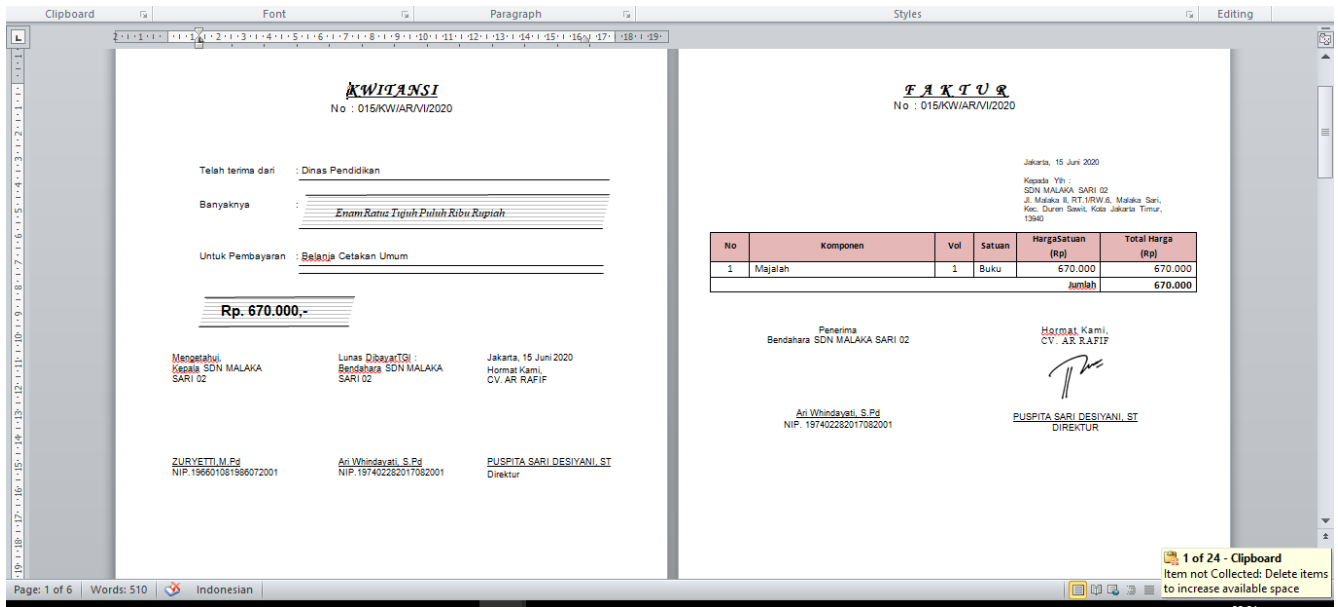 Clipboard Font Paragraph Styles Editing
KWITANSI
No : 015/KW/AR/VI/2020
Telah terima dari : Dinas Pendidikan
Banyaknya : Enam Ratus Tujuh Puluh Ribu Rupiah
Untuk Pembayaran : Belanja Cetakan Umum
Rp. 670.000,-
Mengetahui,
Kepala SDN MALAKA
SARI 02
Lunas DibayarTGl :
Bendahara SDN MALAKA
SARI 02
Jakarta, 15 Juni 2020
Hormat Kami,
CV. AR RAFIF
ZURYETTI,M.Pd
NIP.196601081986072001
Ari Whindayati, S.Pd
NIP.197402282017082001
PUSPITA SARI DESIYANI, ST
Direktur
F A K T U R
No : 015/KW/AR/VI/2020
Jakarta, 15 Juni 2020
Kepada Yth :
SDN MALAKA SARI 02
Jl. Malaka II, RT.1/RW.6, Malaka Sari,
Kec. Duren Sawit, Kota Jakarta Timur,
13940
No Komponen Vol Satuan HargaSatuan (Rp) Total Harga (Rp)
1 Majalah 1 Buku 670.000 670.000
Jumlah 670.000
Penerima
Bendahara SDN MALAKA SARI 02
Hormat Kami,
CV. AR RAFIF
Ari Whindayati, S.Pd
NIP. 197402282017082001
PUSPITA SARI DESIYANI, ST
DIREKTUR
1 of 24 - Clipboard
Item not Collected: Delete items
to increase available space
Page: 1 of 6 Words: 510 Indonesian